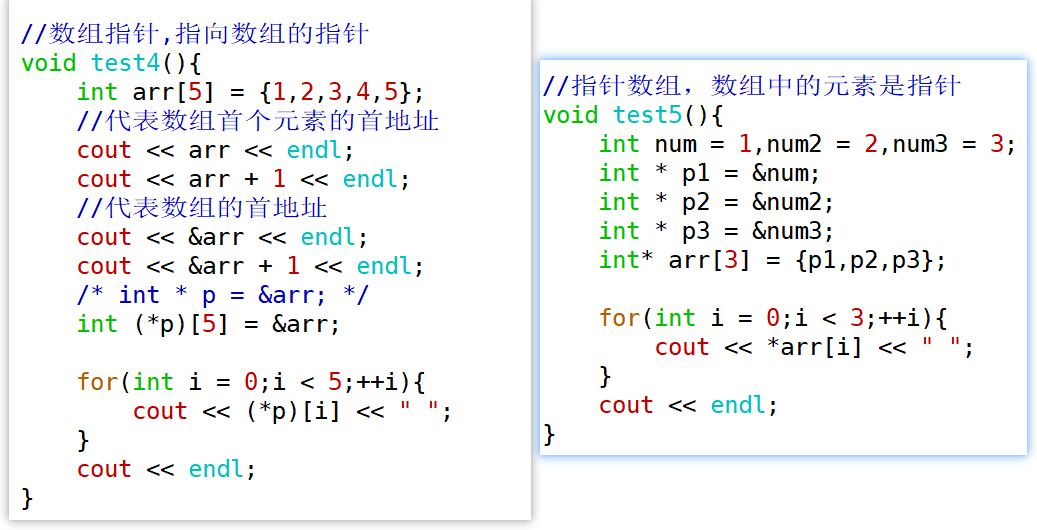 //数组指针,指向数组的指针
void test4(){
    int arr[5] = {1,2,3,4,5};
    //代表数组首个元素的首地址
    cout << arr << endl;
    cout << arr + 1 << endl;
    //代表数组的首地址
    cout << &arr << endl;
    cout << &arr + 1 << endl;
    /* int * p = &arr; */
    int (*p)[5] = &arr;

    for(int i = 0;i < 5;++i){
        cout << (*p)[i] << " ";
    }
    cout << endl;
}
//指针数组，数组中的元素是指针
void test5(){
    int num = 1,num2 = 2,num3 = 3;
    int * p1 = &num;
    int * p2 = &num2;
    int * p3 = &num3;
    int* arr[3] = {p1,p2,p3};

    for(int i = 0;i < 3;++i){
        cout << *arr[i] << " ";
    }
    cout << endl;
}